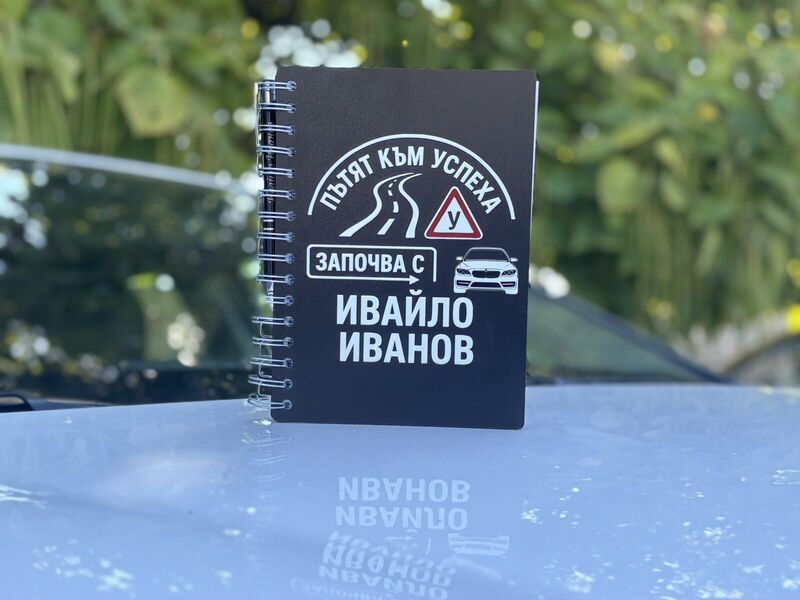 ПЪТЯТ КЪМ УСПЕХА
У
ЗАПОЧВА С
ИВАЙЛО
ИВАНОВ